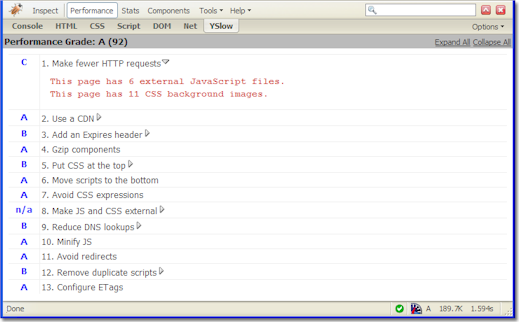 Inspect Performance Stats Components Tools Help
Console HTML CSS Script DOM Net YSlow Options
Performance Grade: A (92) Expand All Collapse All
C 1. Make fewer HTTP requests
This page has 6 external JavaScript files.
This page has 11 CSS background images.
A 2. Use a CDN
B 3. Add an Expires header
A 4. Gzip components
B 5. Put CSS at the top
A 6. Move scripts to the bottom
A 7. Avoid CSS expressions
n/a 8. Make JS and CSS external
B 9. Reduce DNS lookups
A 10. Minify JS
A 11. Avoid redirects
B 12. Remove duplicate scripts
A 13. Configure ETags
Done A 189.7K 1.594s